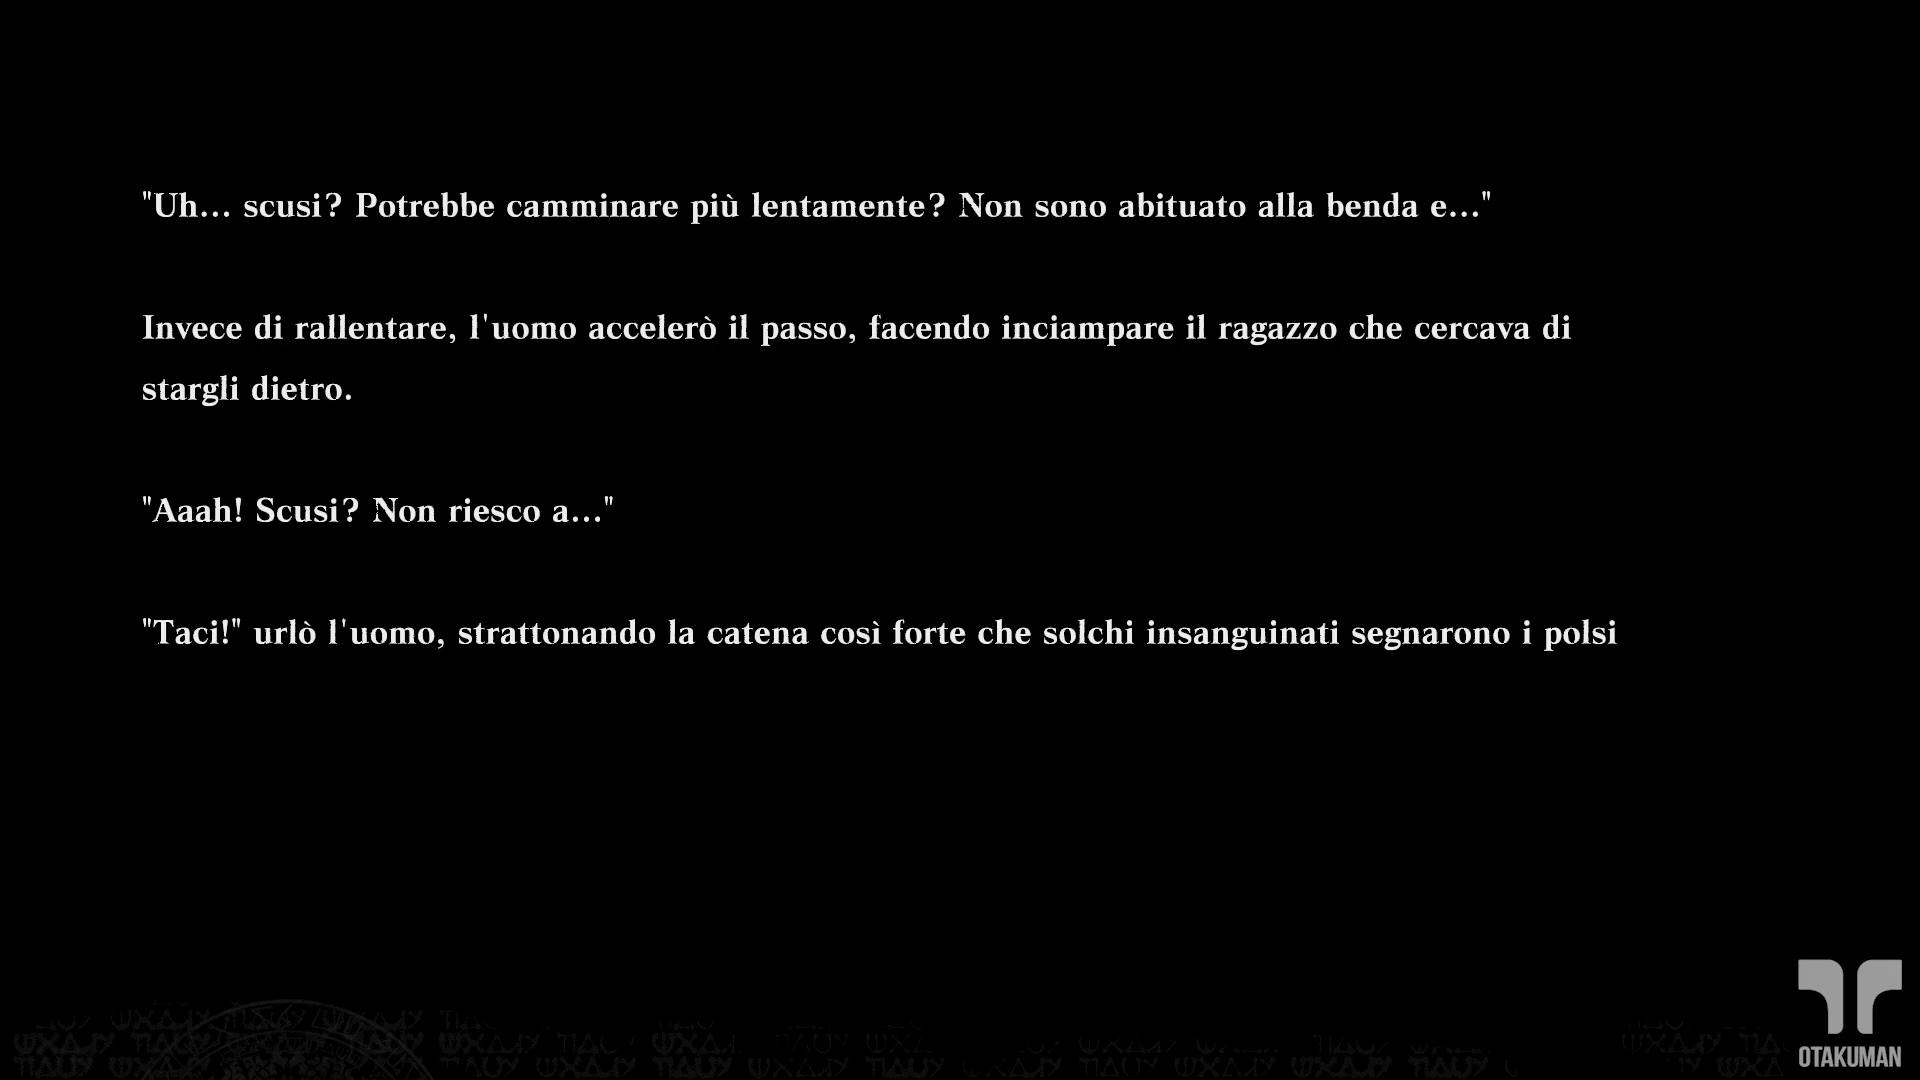 "Uh... scusi? Potrebbe camminare più lentamente? Non sono abituato alla benda e..."
Invece di rallentare, l'uomo accelerò il passo, facendo inciampare il ragazzo che cercava di
stargli dietro.
"Aaah! Scusi? Non riesco a..."
"Taci!" urlò l'uomo, strattonando la catena così forte che solchi insanguinati segnarono i polsi
OTAKUMAN